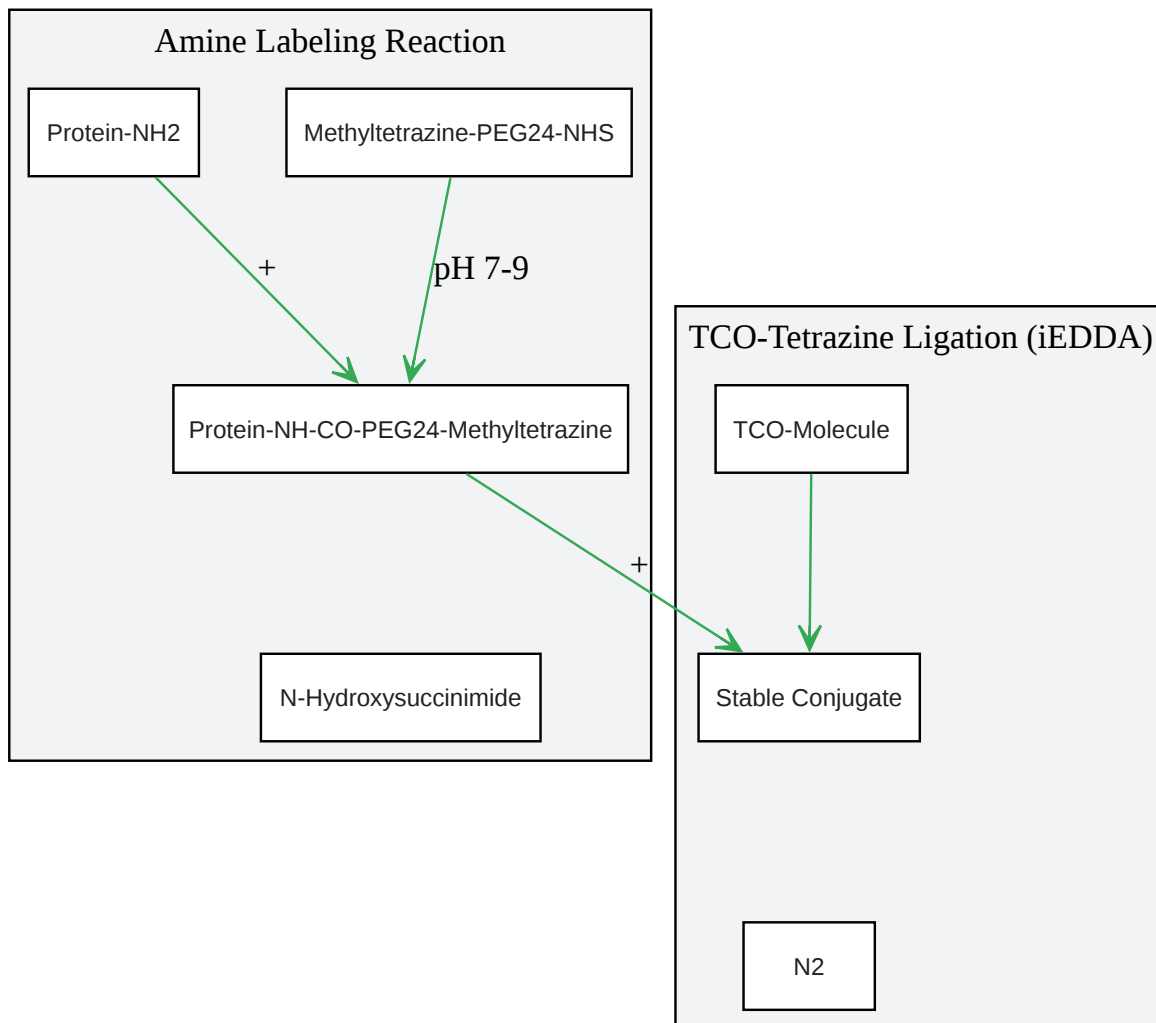 Amine Labeling Reaction
Protein-NH2
Methyltetrazine-PEG24-NHS
+
pH 7-9
Protein-NH-CO-PEG24-Methyltetrazine
N-Hydroxysuccinimide
TCO-Tetrazine Ligation (iEDDA)
TCO-Molecule
+
Stable Conjugate
N2